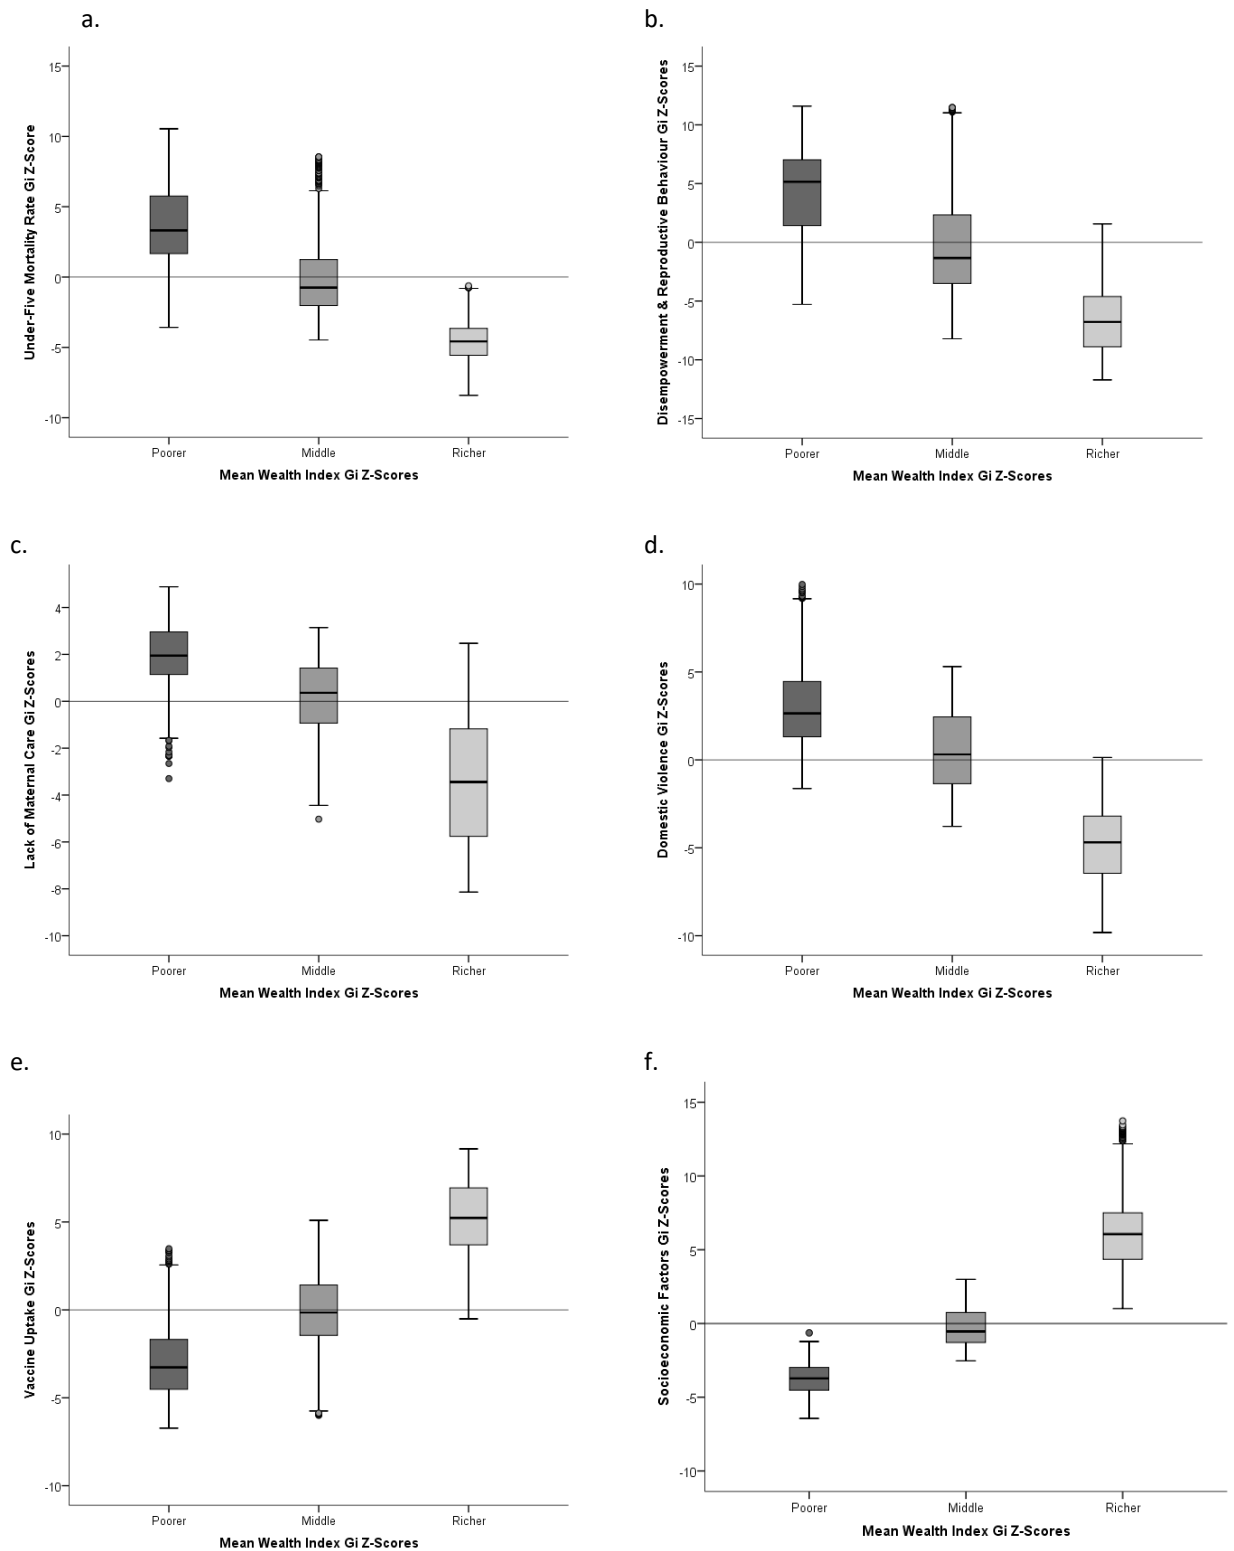 a.
Under-Five Mortality Rate Gi Z-Score
15
10
5
0
-5
-10
Poorer Middle Richer
Mean Wealth Index Gi Z-Scores
b.
Disempowerment & Reproductive Behaviour Gi Z-Scores
15
10
5
0
-5
-10
-15
Poorer Middle Richer
Mean Wealth Index Gi Z-Scores
c.
Lack of Maternal Care Gi Z-Scores
4
2
0
-2
-4
-6
-8
-10
Poorer Middle Richer
Mean Wealth Index Gi Z-Scores
d.
Domestic Violence Gi Z-Scores
10
5
0
-5
-10
Poorer Middle Richer
Mean Wealth Index Gi Z-Scores
e.
Vaccine Uptake Gi Z-Scores
10
5
0
-5
-10
Poorer Middle Richer
Mean Wealth Index Gi Z-Scores
f.
Socioeconomic Factors Gi Z-Scores
15
10
5
0
-5
-10
Poorer Middle Richer
Mean Wealth Index Gi Z-Scores